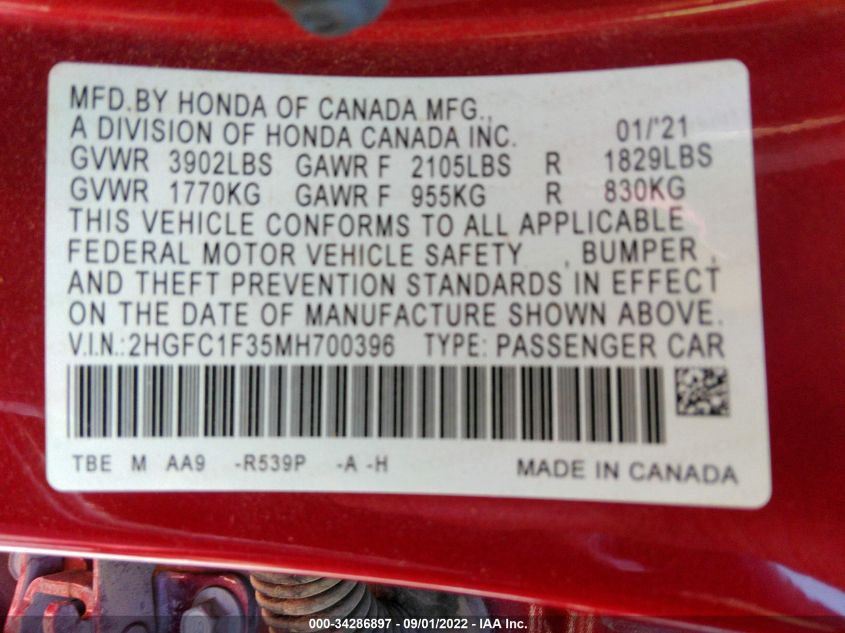 MFD.BY HONDA OF CANADA MFG.,
A DIVISION OF HONDA CANADA INC. 01/'21
GVWR 3902LBS GAWR F 2105LBS R 1829LBS
GVWR 1770KG GAWR F 955KG R 830KG
THIS VEHICLE CONFORMS TO ALL APPLICABLE
FEDERAL MOTOR VEHICLE SAFETY , BUMPER ,
AND THEFT PREVENTION STANDARDS IN EFFECT
ON THE DATE OF MANUFACTURE SHOWN ABOVE.
V.I.N.:2HGFC1F35MH700396 TYPE: PASSENGER CAR
TBE M AA9 -R539P -A -H MADE IN CANADA
000-34286897 - 09/01/2022 - IAA Inc.